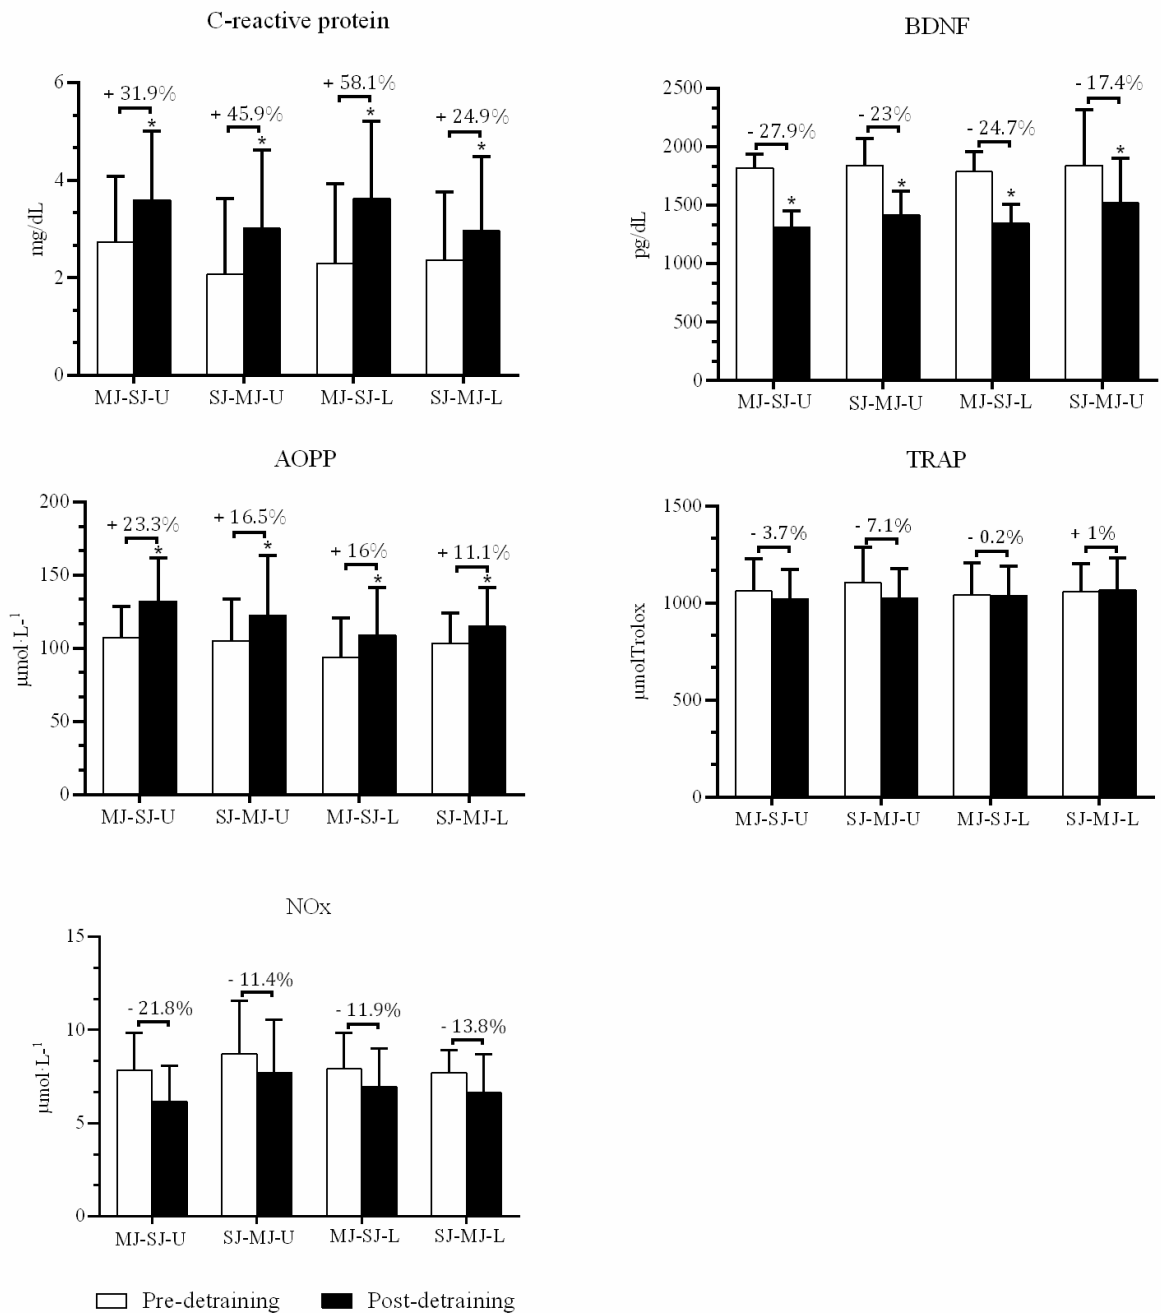 C-reactive protein
+ 31.9%
+ 45.9%
+ 58.1%
+ 24.9%
*
*
*
*
6
4
2
0
mg/dL
MJ-SJ-U
SJ-MJ-U
MJ-SJ-L
SJ-MJ-L
BDNF
- 27.9%
- 23%
- 24.7%
- 17.4%
*
*
*
*
2500
2000
1500
1000
500
0
pg/dL
MJ-SJ-U
SJ-MJ-U
MJ-SJ-L
SJ-MJ-U
AOPP
+ 23.3%
+ 16.5%
+ 16%
+ 11.1%
*
*
*
*
200
150
100
50
0
µmol·L-¹
MJ-SJ-U
SJ-MJ-U
MJ-SJ-L
SJ-MJ-L
TRAP
- 3.7%
- 7.1%
- 0.2%
+ 1%
1500
1000
500
0
µmolTrolox
MJ-SJ-U
SJ-MJ-U
MJ-SJ-L
SJ-MJ-L
NOx
- 21.8%
- 11.4%
- 11.9%
- 13.8%
15
10
5
0
µmol·L-¹
MJ-SJ-U
SJ-MJ-U
MJ-SJ-L
SJ-MJ-L
Pre-detraining
Post-detraining